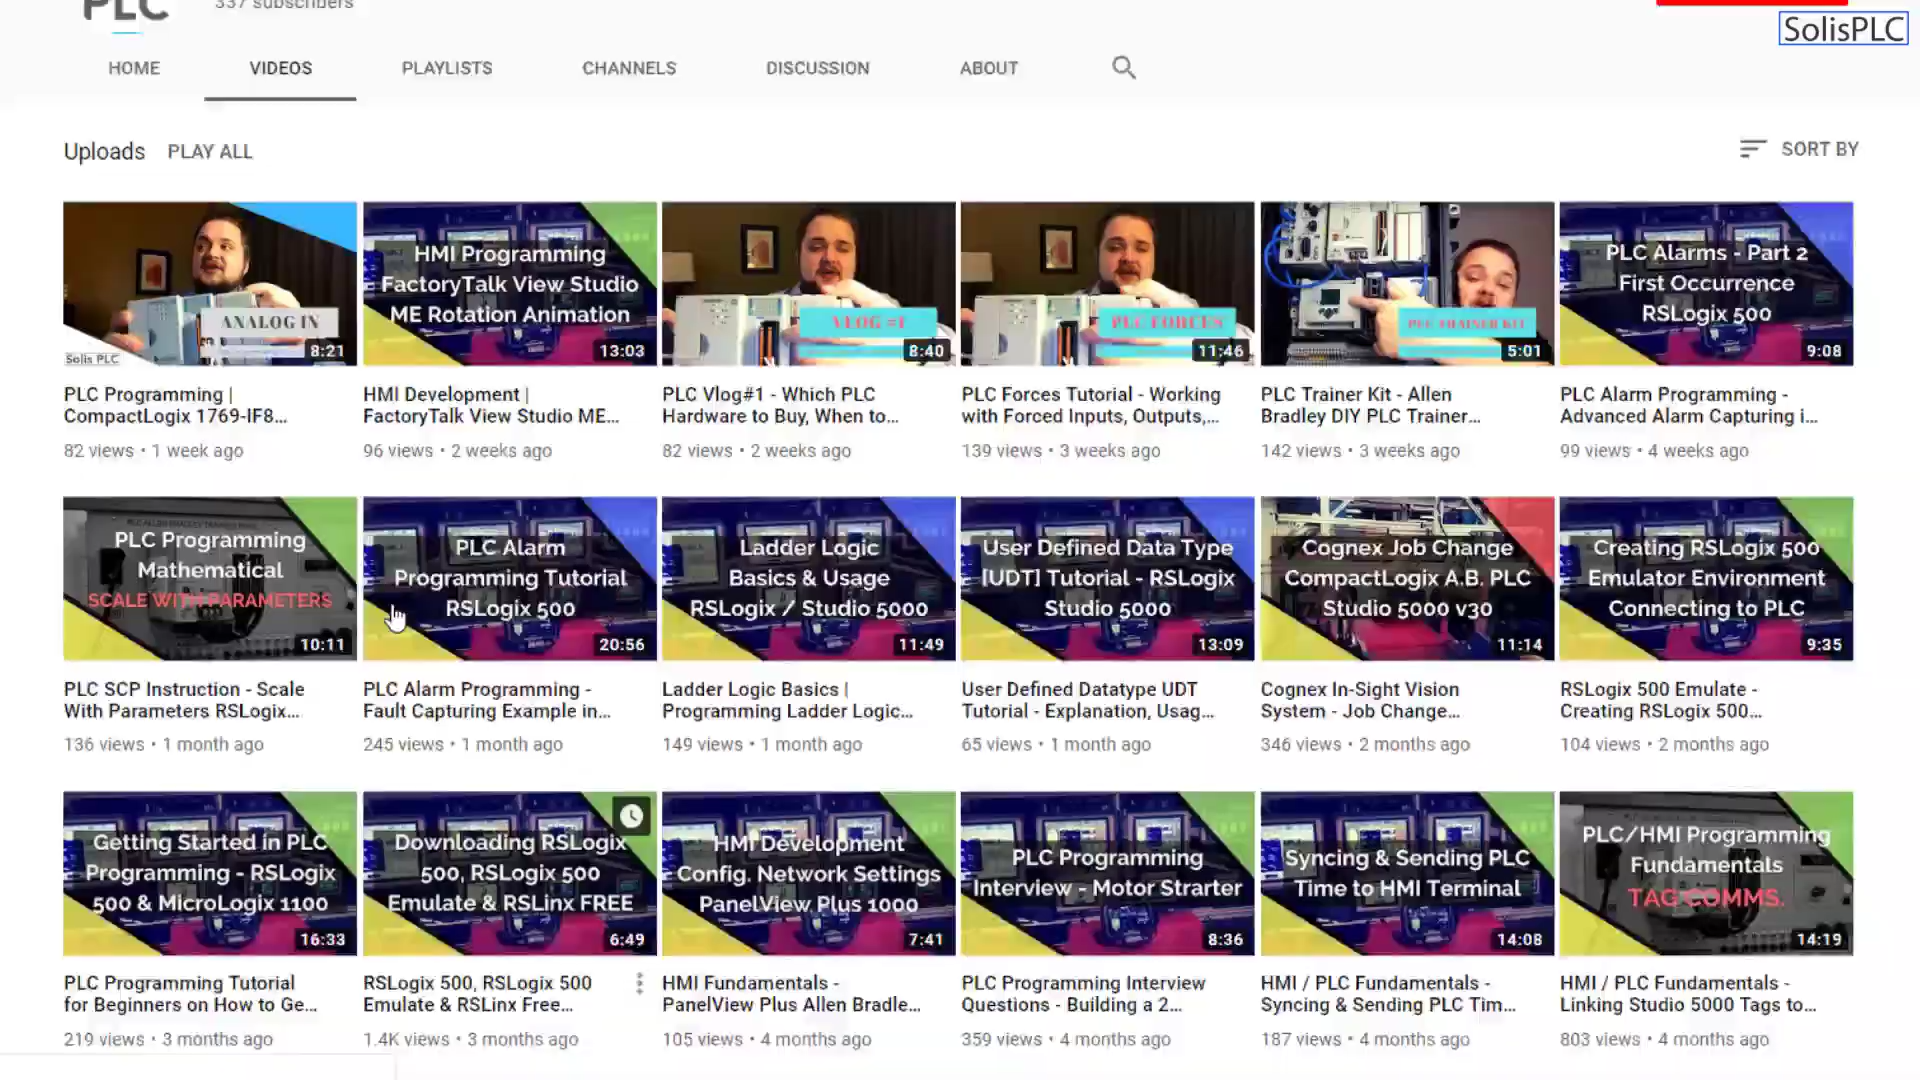 PLC
337 subscribers
SolisPLC
HOME VIDEOS PLAYLISTS CHANNELS DISCUSSION ABOUT
Uploads PLAY ALL SORT BY
ANALOG IN
Solis PLC
8:21
HMI Programming
FactoryTalk View Studio
ME Rotation Animation
13:03
VLOG #1
8:40
PLC FORCES
11:46
PLC TRAINER KIT
5:01
PLC Alarms - Part 2
First Occurrence
RSLogix 500
9:08
PLC Programming |
CompactLogix 1769-IF8...
82 views • 1 week ago
HMI Development |
FactoryTalk View Studio ME...
96 views • 2 weeks ago
PLC Vlog#1 - Which PLC
Hardware to Buy, When to...
82 views • 2 weeks ago
PLC Forces Tutorial - Working
with Forced Inputs, Outputs,...
139 views • 3 weeks ago
PLC Trainer Kit - Allen
Bradley DIY PLC Trainer...
142 views • 3 weeks ago
PLC Alarm Programming -
Advanced Alarm Capturing i...
99 views • 4 weeks ago
PLC Programming
Mathematical
SCALE WITH PARAMETERS
10:11
PLC Alarm
Programming Tutorial
RSLogix 500
20:56
Ladder Logic
Basics & Usage
RSLogix / Studio 5000
11:49
User Defined Data Type
[UDT] Tutorial - RSLogix
Studio 5000
13:09
Cognex Job Change
CompactLogix A.B. PLC
Studio 5000 v30
11:14
Creating RSLogix 500
Emulator Environment
Connecting to PLC
9:35
PLC SCP Instruction - Scale
With Parameters RSLogix...
136 views • 1 month ago
PLC Alarm Programming -
Fault Capturing Example in...
245 views • 1 month ago
Ladder Logic Basics |
Programming Ladder Logic...
149 views • 1 month ago
User Defined Datatype UDT
Tutorial - Explanation, Usag...
65 views • 1 month ago
Cognex In-Sight Vision
System - Job Change...
346 views • 2 months ago
RSLogix 500 Emulate -
Creating RSLogix 500...
104 views • 2 months ago
Getting Started in PLC
Programming - RSLogix
500 & MicroLogix 1100
16:33
Downloading RSLogix
500, RSLogix 500
Emulate & RSLinx FREE
6:49
HMI Development
Config. Network Settings
PanelView Plus 1000
7:41
PLC Programming
Interview - Motor Starter
8:36
Syncing & Sending PLC
Time to HMI Terminal
14:08
PLC/HMI Programming
Fundamentals
TAG COMMS.
14:19
PLC Programming Tutorial
for Beginners on How to Ge...
219 views • 3 months ago
RSLogix 500, RSLogix 500
Emulate & RSLinx Free...
1.4K views • 3 months ago
HMI Fundamentals -
PanelView Plus Allen Bradle...
105 views • 4 months ago
PLC Programming Interview
Questions - Building a 2...
359 views • 4 months ago
HMI / PLC Fundamentals -
Syncing & Sending PLC Tim...
187 views • 4 months ago
HMI / PLC Fundamentals -
Linking Studio 5000 Tags to...
803 views • 4 months ago